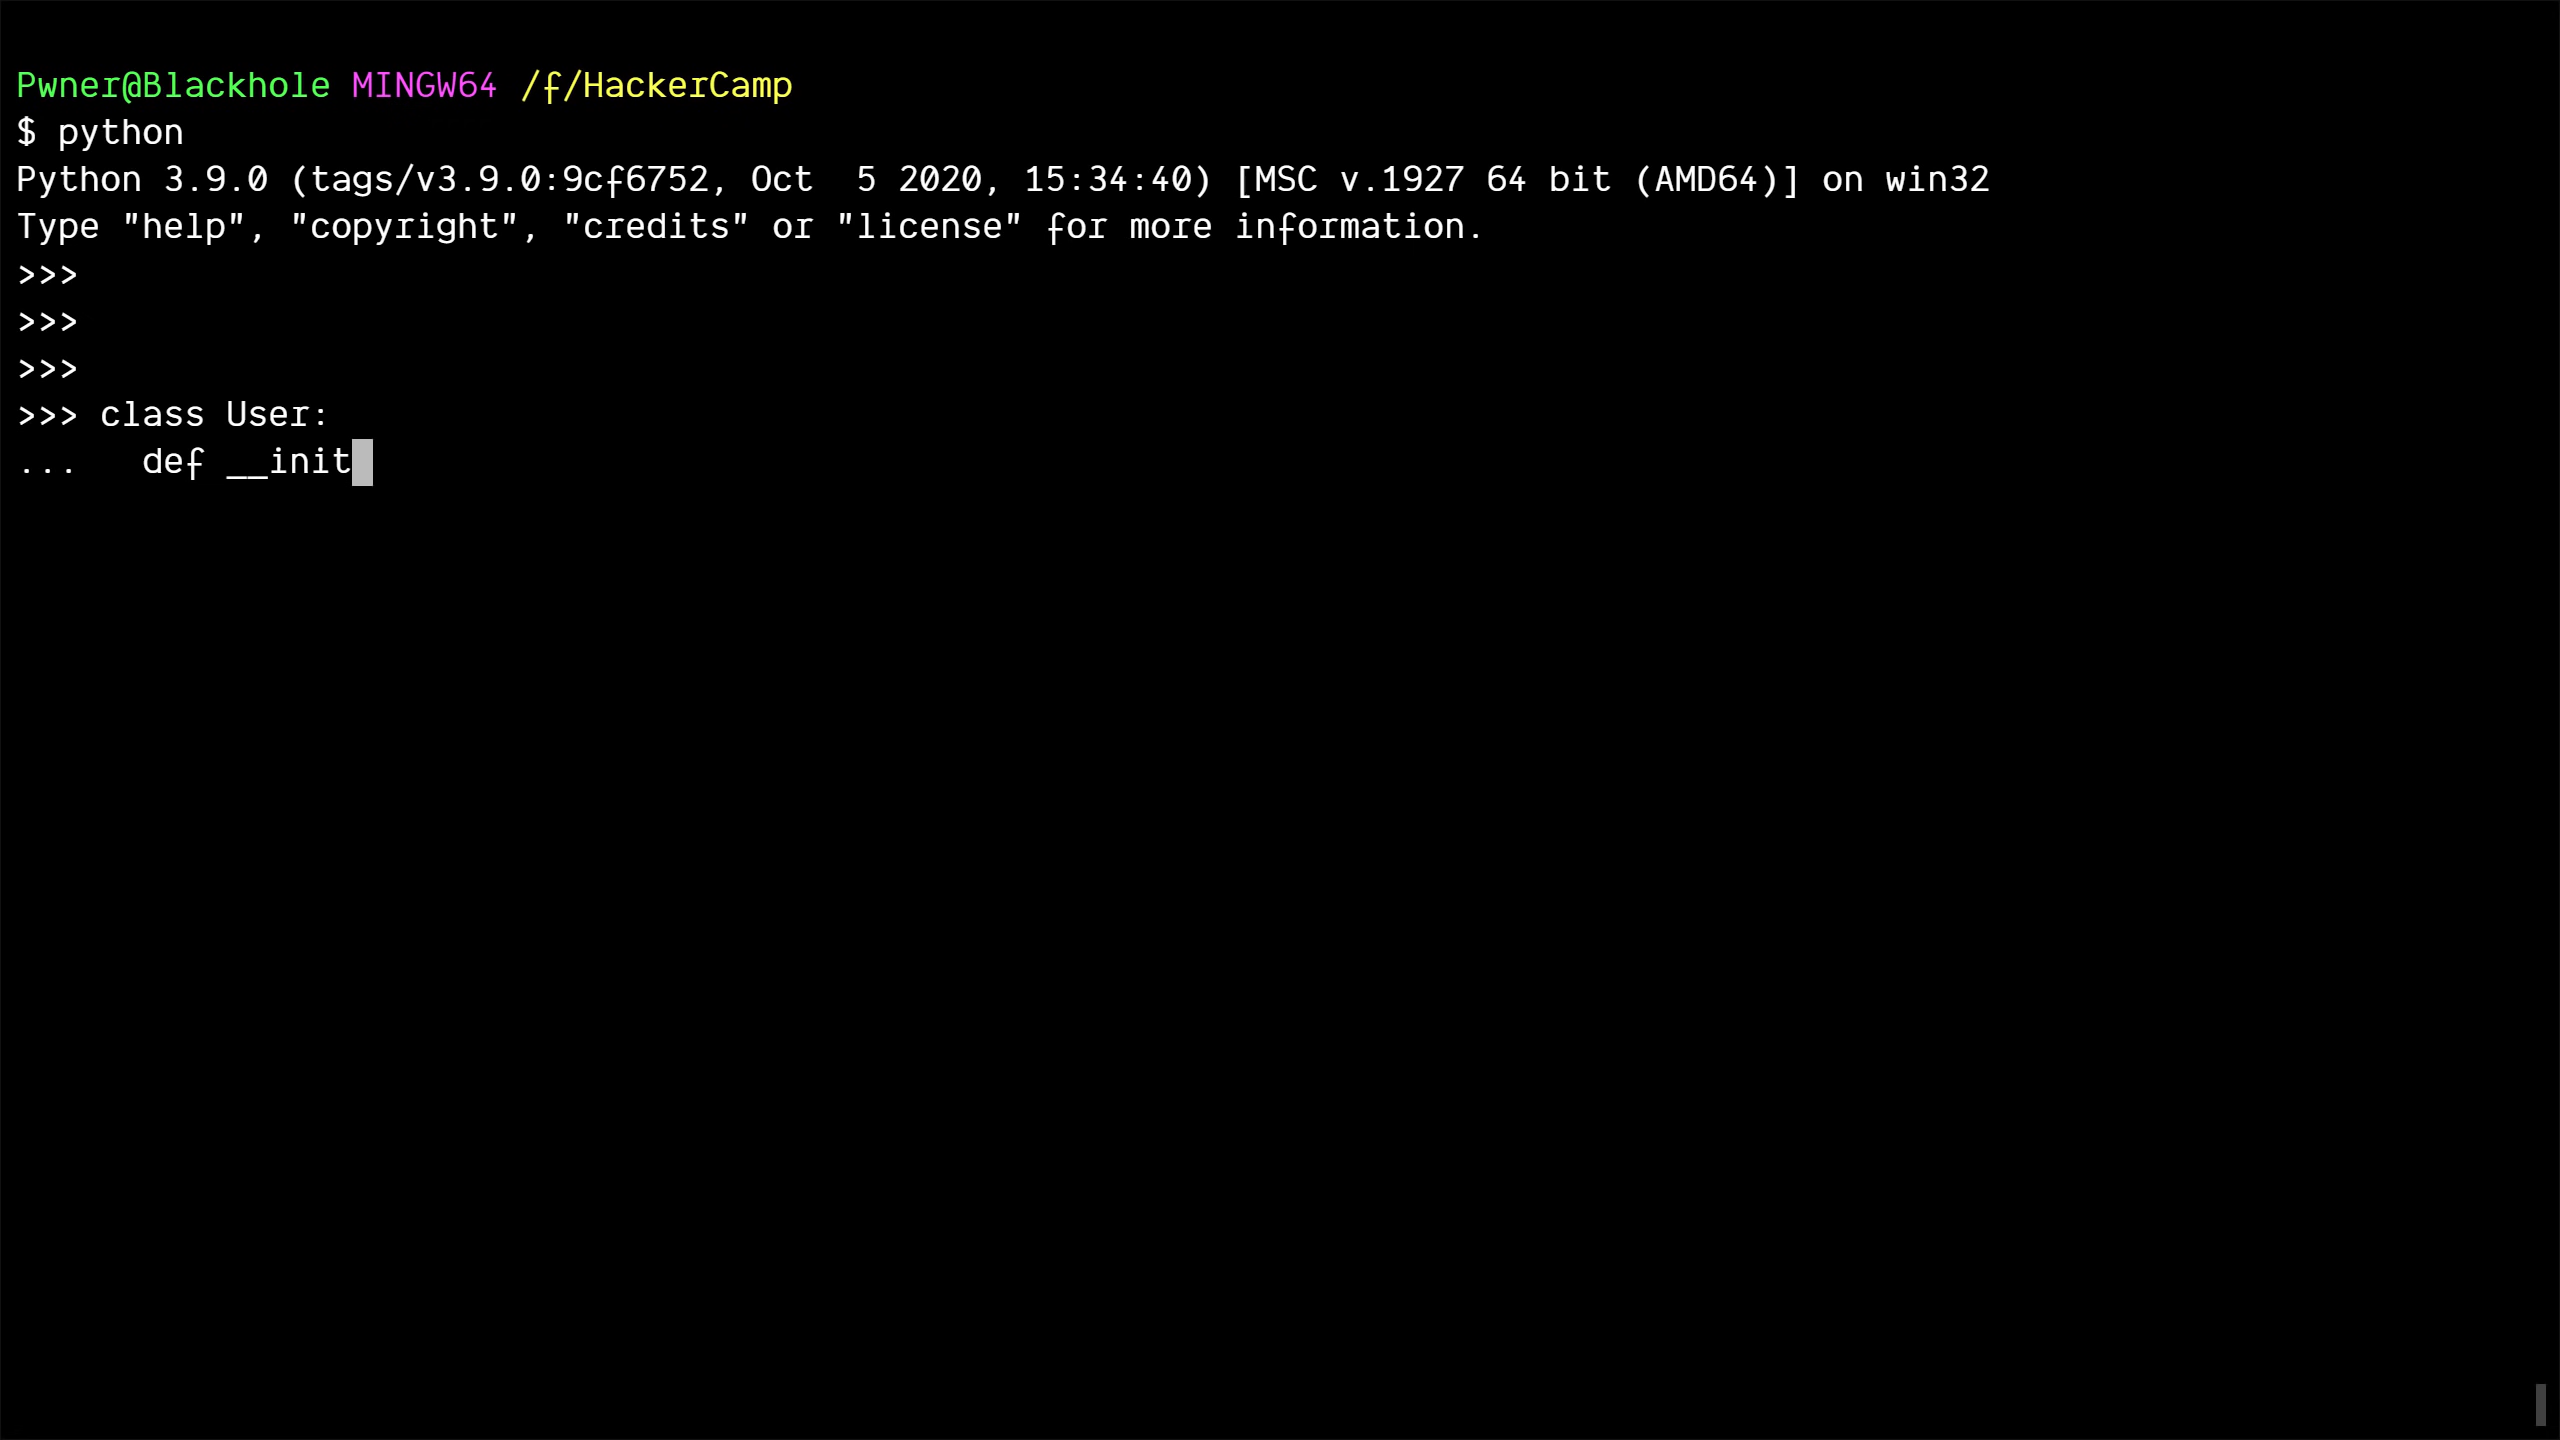 Pwner@Blackhole MINGW64 /f/HackerCamp
$ python
Python 3.9.0 (tags/v3.9.0:9cf6752, Oct  5 2020, 15:34:40) [MSC v.1927 64 bit (AMD64)] on win32
Type "help", "copyright", "credits" or "license" for more information.
>>>
>>>
>>>
>>> class User:
...   def __init